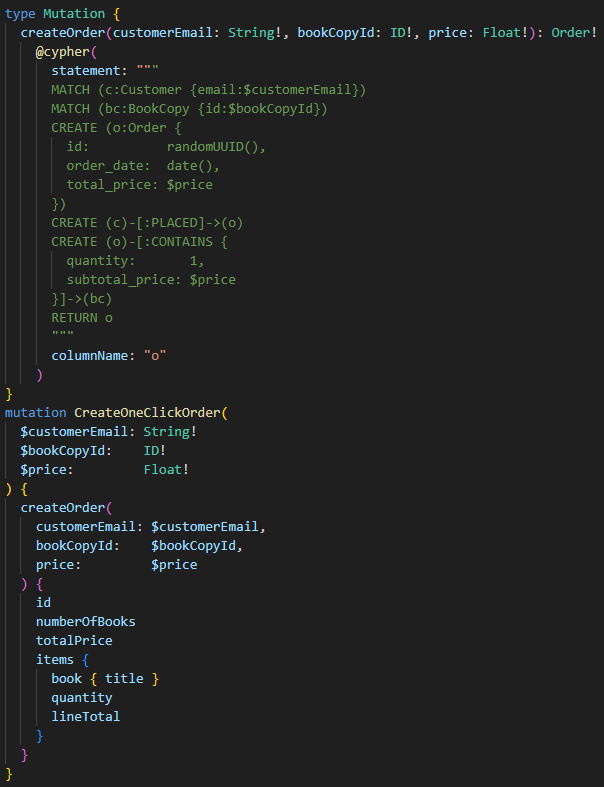 type Mutation {
  createOrder(customerEmail: String!, bookCopyId: ID!, price: Float!): Order!
    @cypher(
      statement: """
      MATCH (c:Customer {email:$customerEmail})
      MATCH (bc:BookCopy {id:$bookCopyId})
      CREATE (o:Order {
        id:          randomUUID(),
        order_date:  date(),
        total_price: $price
      })
      CREATE (c)-[:PLACED]->(o)
      CREATE (o)-[:CONTAINS {
        quantity:       1,
        subtotal_price: $price
      }]->(bc)
      RETURN o
      """
      columnName: "o"
    )
}
mutation CreateOneClickOrder(
  $customerEmail: String!
  $bookCopyId:    ID!
  $price:         Float!
) {
  createOrder(
    customerEmail: $customerEmail,
    bookCopyId:    $bookCopyId,
    price:         $price
  ) {
    id
    numberOfBooks
    totalPrice
    items {
      book { title }
      quantity
      lineTotal
    }
  }
}